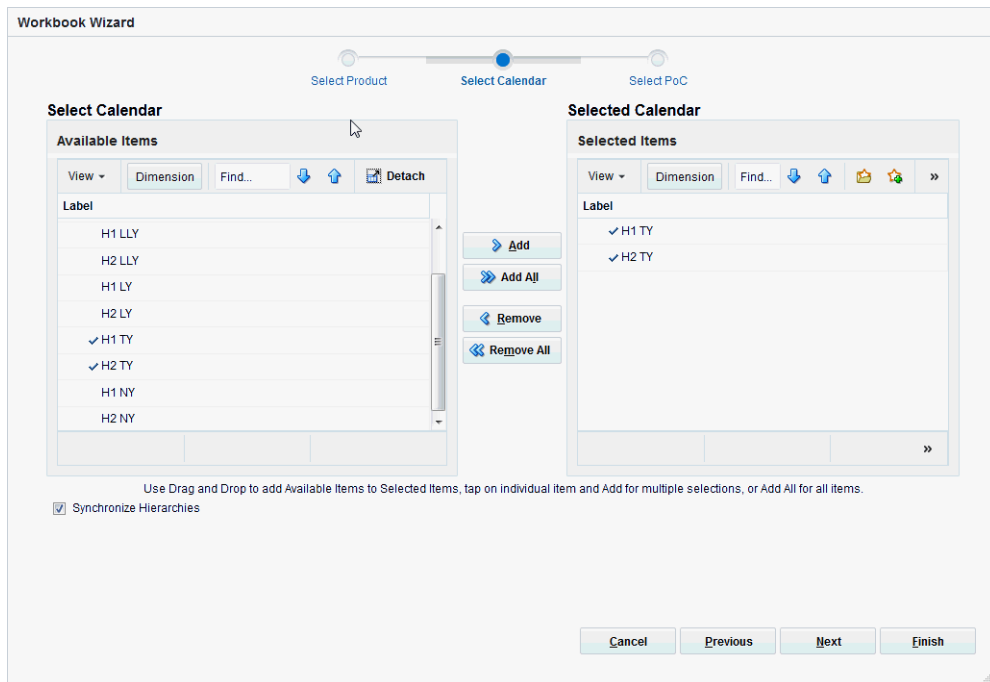 Workbook Wizard
Select Product Select Calendar Select PoC
Select Calendar
Available Items
View Dimension Find... Detach
Label
H1 LLY
H2 LLY
H1 LY
H2 LY
H1 TY
H2 TY
H1 NY
H2 NY
Add
Add All
Remove
Remove All
Selected Calendar
Selected Items
View Dimension Find... »
Label
H1 TY
H2 TY
»
Use Drag and Drop to add Available Items to Selected Items, tap on individual item and Add for multiple selections, or Add All for all items.
Synchronize Hierarchies
Cancel Previous Next Finish